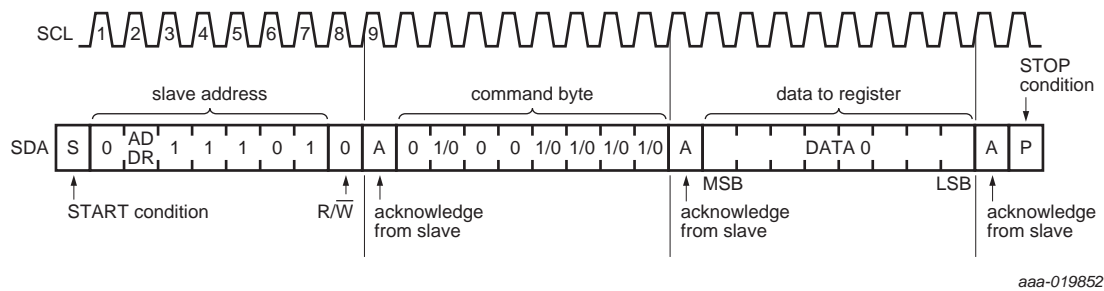 SCL 1 2 3 4 5 6 7 8 9
STOP
condition
slave address command byte data to register
SDA S 0 AD
DR 1 1 1 0 1 0 A 0 1/0 0 0 1/0 1/0 1/0 1/0 A DATA 0 A P
MSB LSB
START condition R/W̅ acknowledge
from slave acknowledge
from slave acknowledge
from slave
aaa-019852